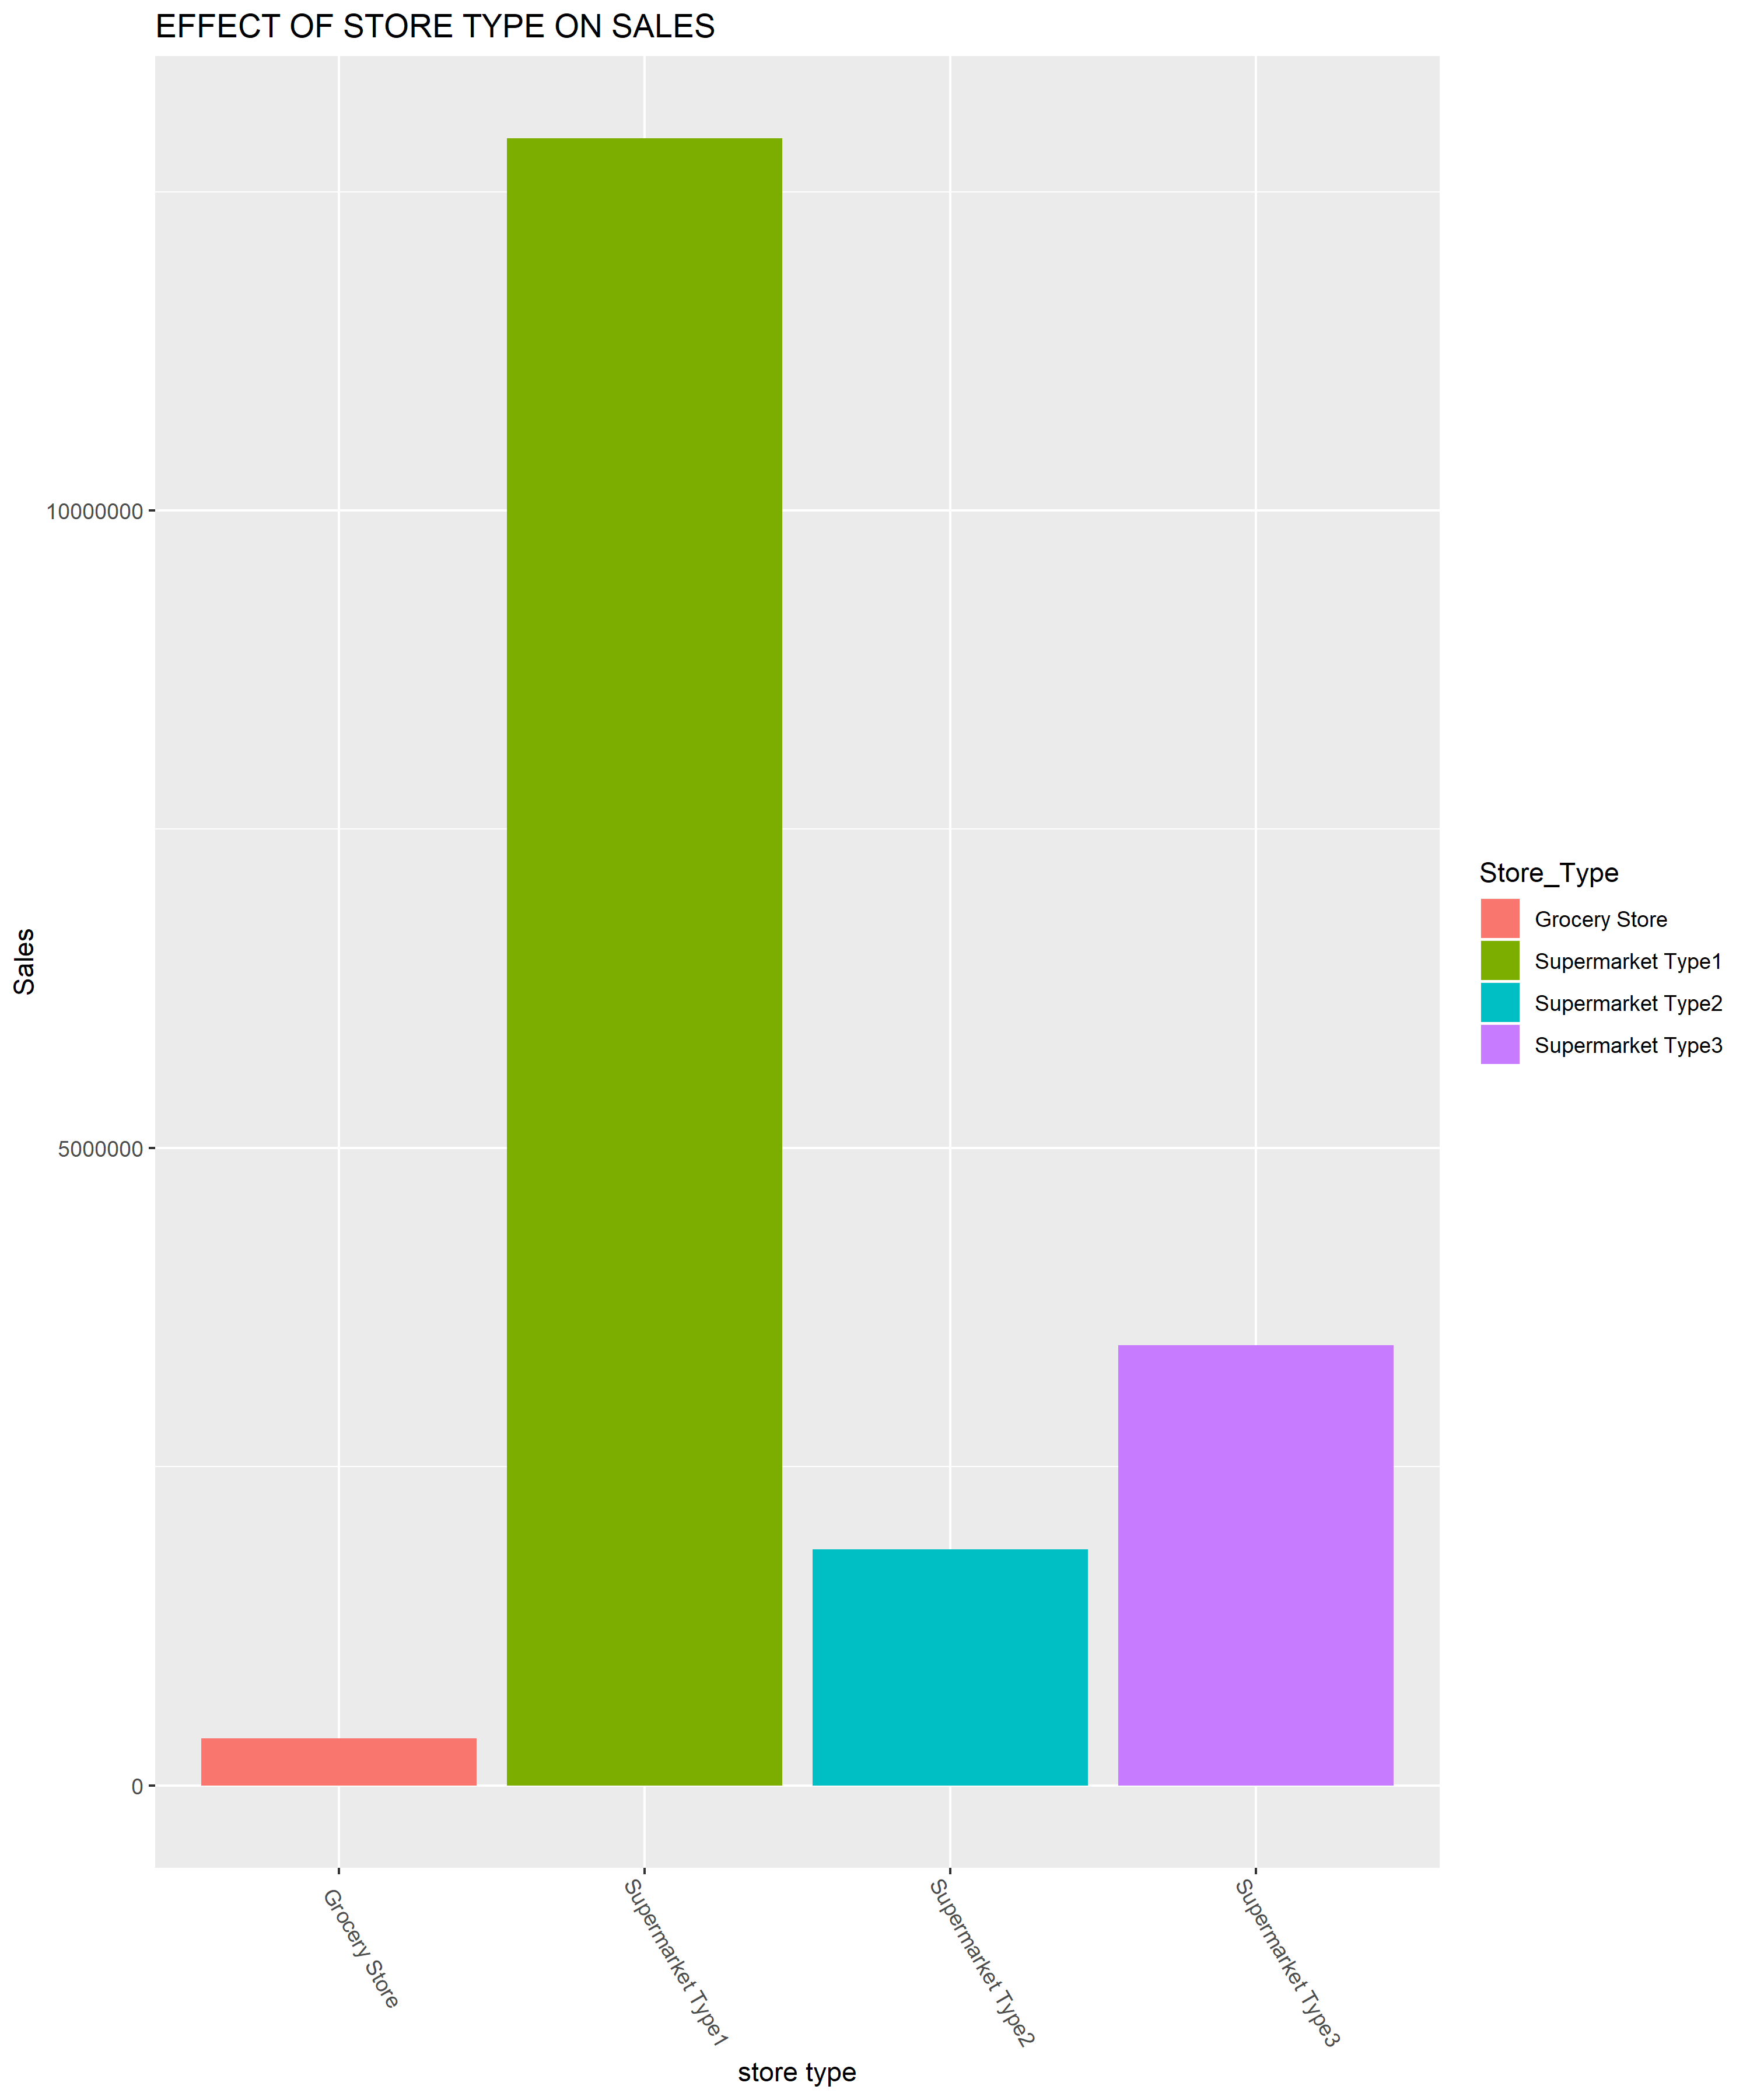 EFFECT OF STORE TYPE ON SALES
Sales
10000000
5000000
0
Grocery Store
Supermarket Type1
Supermarket Type2
Supermarket Type3
store type
Store_Type
Grocery Store
Supermarket Type1
Supermarket Type2
Supermarket Type3